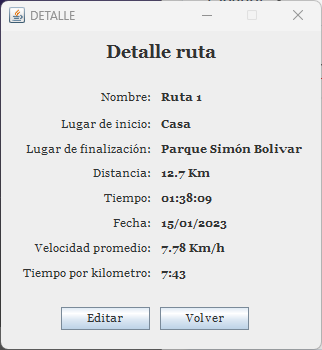 DETALLE
Detalle ruta
Nombre: Ruta 1
Lugar de inicio: Casa
Lugar de finalización: Parque Simón Bolivar
Distancia: 12.7 Km
Tiempo: 01:38:09
Fecha: 15/01/2023
Velocidad promedio: 7.78 Km/h
Tiempo por kilometro: 7:43
Editar Volver